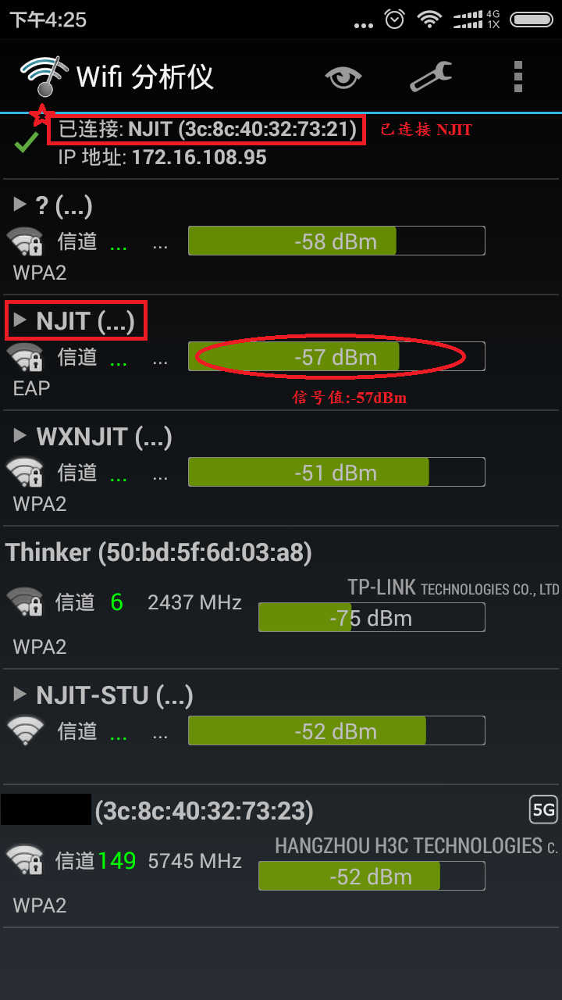 下午4:25
... 4G
1X
Wifi 分析仪
已连接: NJIT (3c:8c:40:32:73:21) 已连接 NJIT
IP 地址: 172.16.108.95
? (...)
信道 ... ... -58 dBm
WPA2
NJIT (...)
信道 ... ... -57 dBm
EAP
信号值:-57dBm
WXNJIT (...)
信道 ... ... -51 dBm
WPA2
Thinker (50:bd:5f:6d:03:a8)
TP-LINK TECHNOLOGIES CO., LTD
信道 6 2437 MHz -75 dBm
WPA2
NJIT-STU (...)
信道 ... ... -52 dBm
(3c:8c:40:32:73:23) 5G
HANGZHOU H3C TECHNOLOGIES C.
信道 149 5745 MHz -52 dBm
WPA2